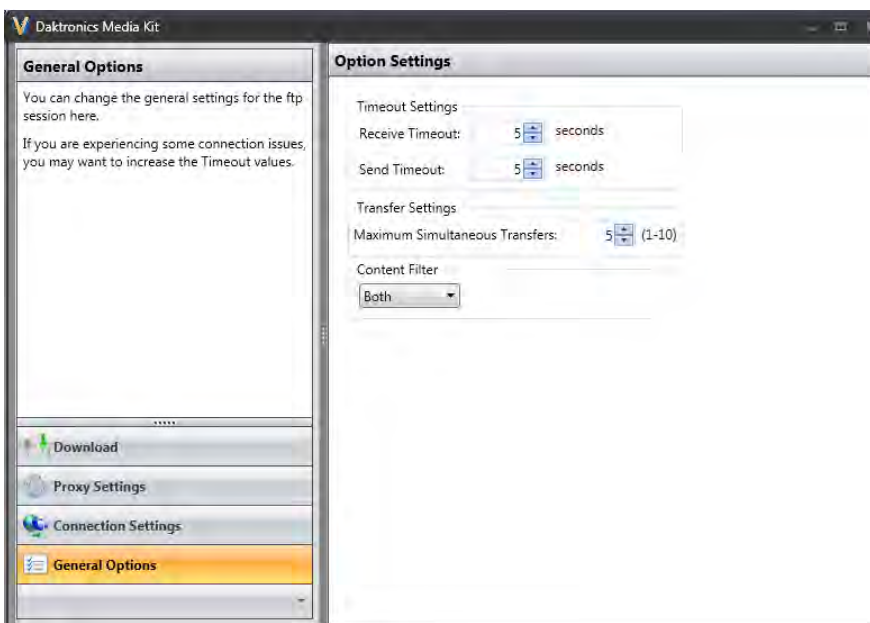 Daktronics Media Kit
General Options
You can change the general settings for the ftp
session here.
If you are experiencing some connection issues,
you may want to increase the Timeout values.
Download
Proxy Settings
Connection Settings
General Options
Option Settings
Timeout Settings
Receive Timeout: 5 seconds
Send Timeout: 5 seconds
Transfer Settings
Maximum Simultaneous Transfers: 5 (1-10)
Content Filter
Both